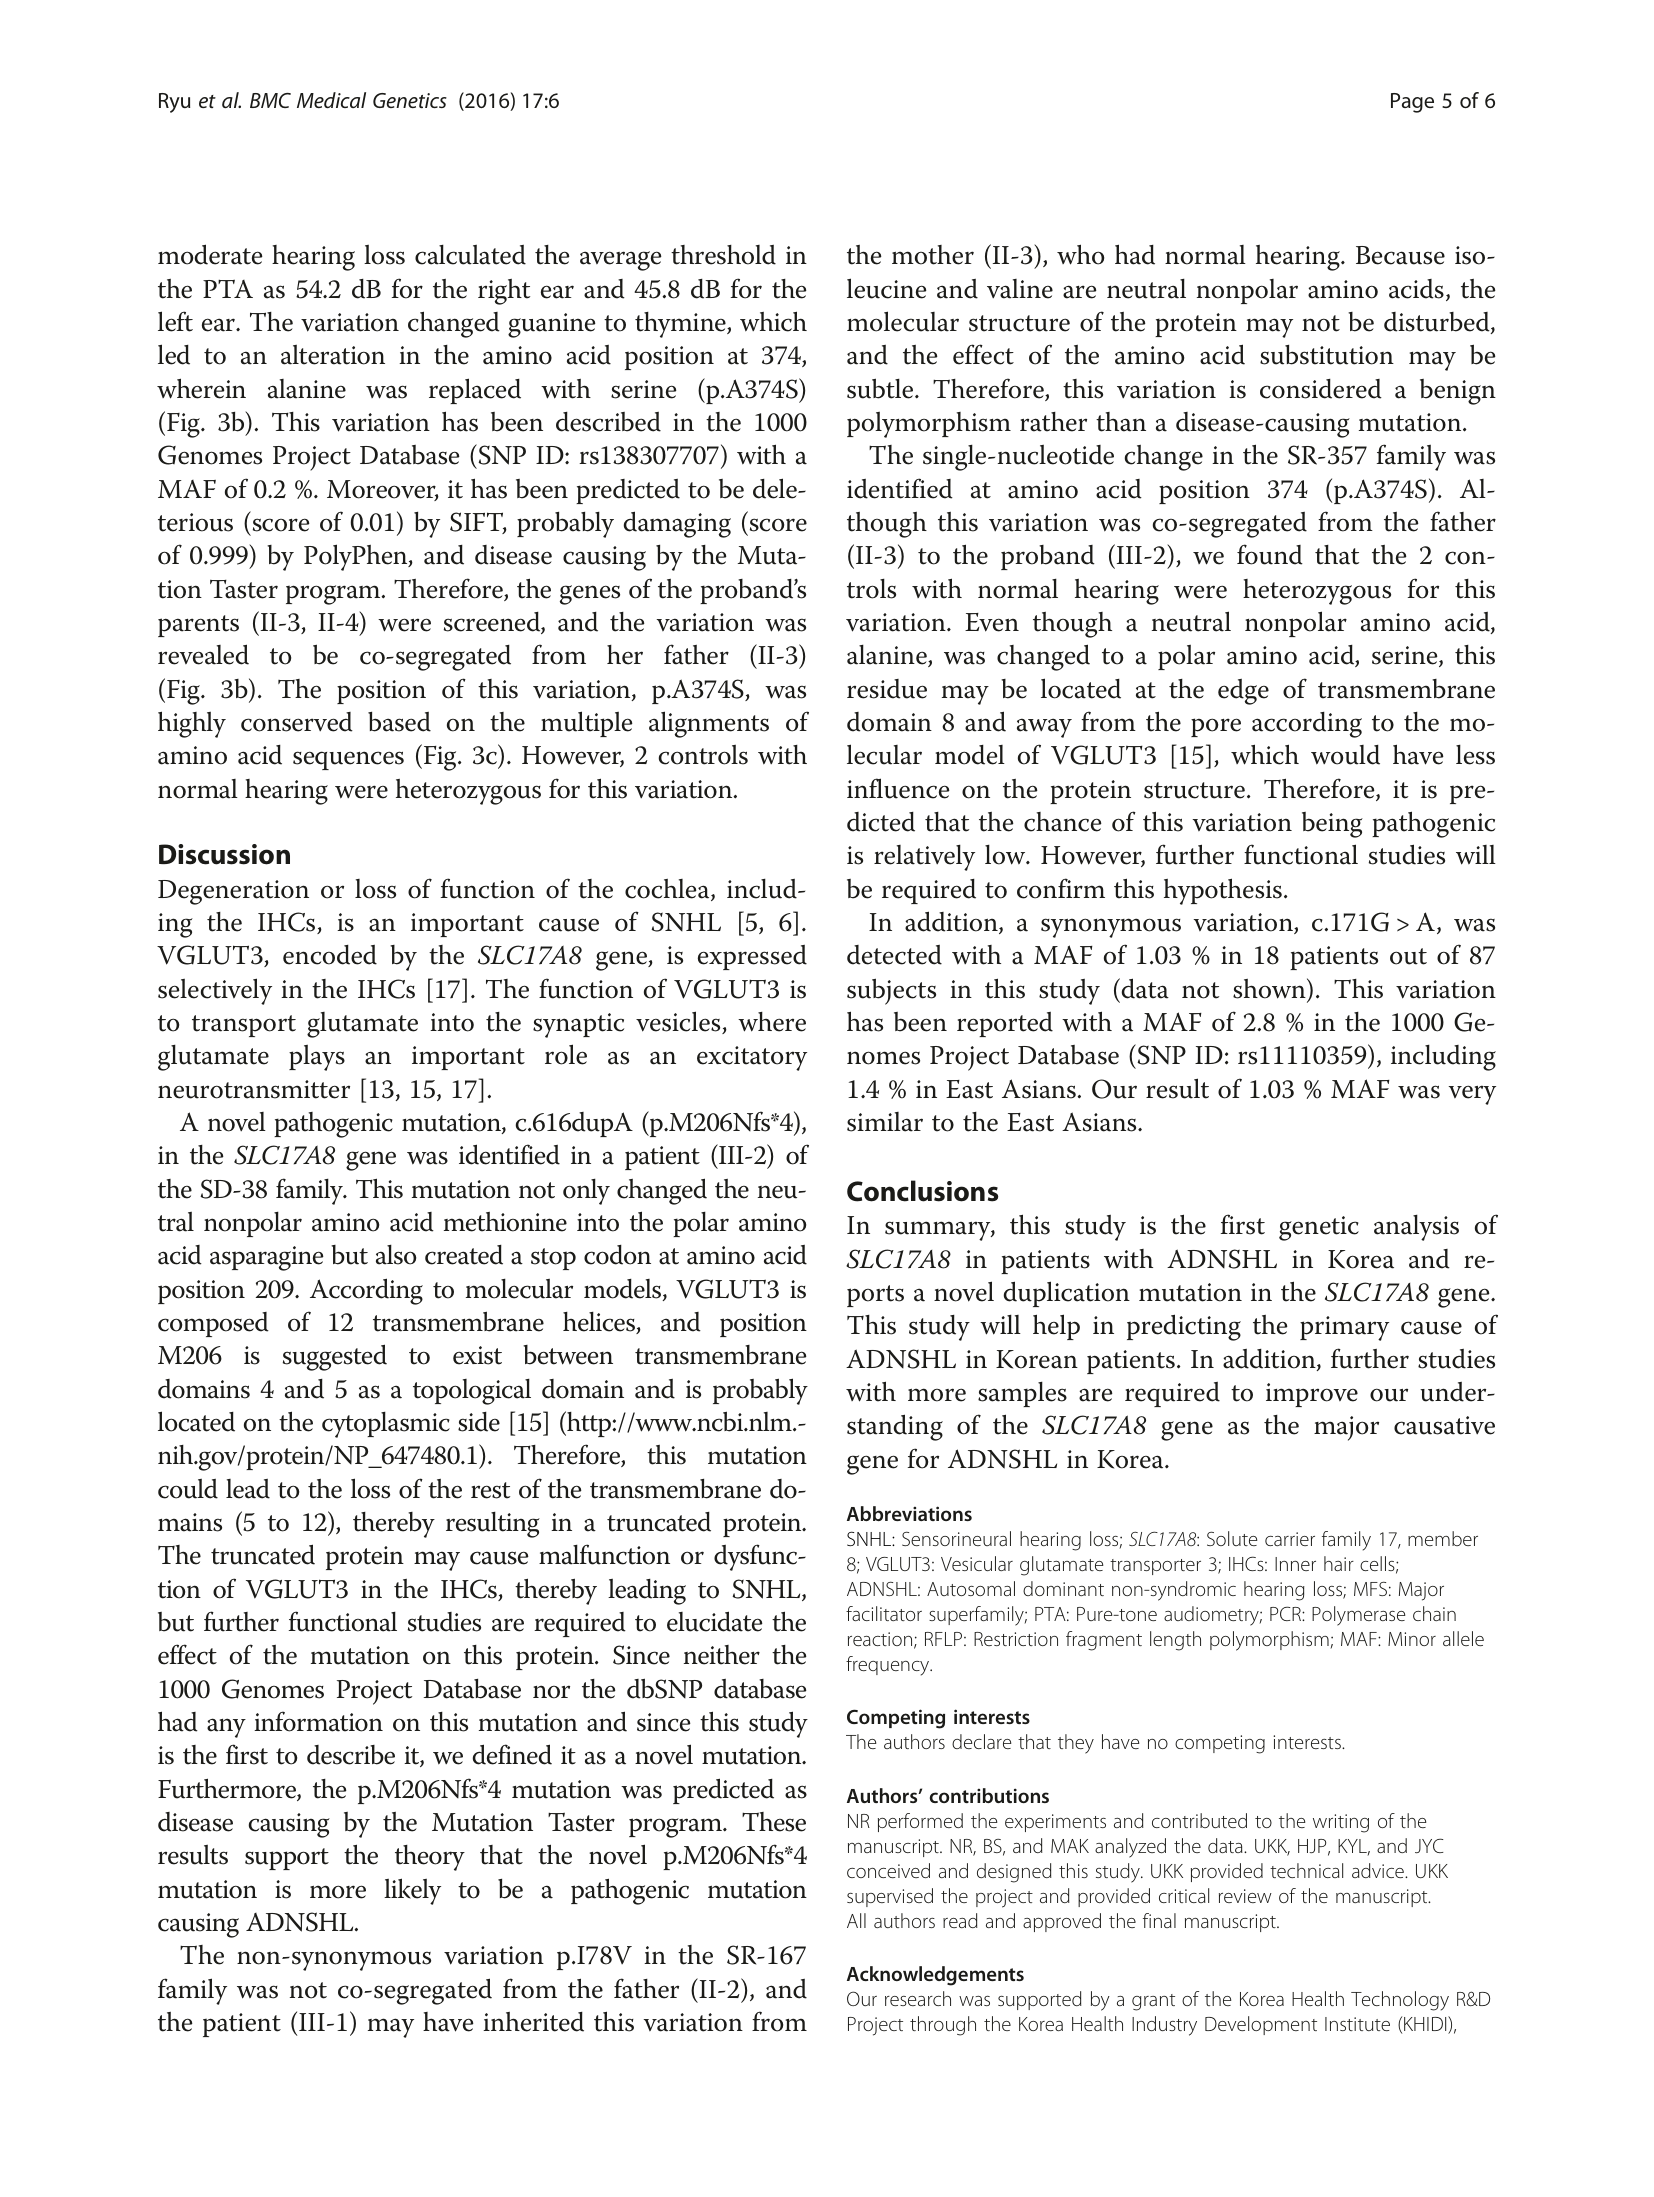 Ryu et al. BMC Medical Genetics (2016) 17:6
Page 5 of 6
moderate hearing loss calculated the average threshold in
the PTA as 54.2 dB for the right ear and 45.8 dB for the
left ear. The variation changed guanine to thymine, which
led to an alteration in the amino acid position at 374,
wherein alanine was replaced with serine (p.A374S)
(Fig. 3b). This variation has been described in the 1000
Genomes Project Database (SNP ID: rs138307707) with a
MAF of 0.2 %. Moreover, it has been predicted to be dele-
terious (score of 0.01) by SIFT, probably damaging (score
of 0.999) by PolyPhen, and disease causing by the Muta-
tion Taster program. Therefore, the genes of the proband's
parents (II-3, II-4) were screened, and the variation was
revealed to be co-segregated from her father (II-3)
(Fig. 3b). The position of this variation, p.A374S, was
highly conserved based on the multiple alignments of
amino acid sequences (Fig. 3c). However, 2 controls with
normal hearing were heterozygous for this variation.
Discussion
Degeneration or loss of function of the cochlea, includ-
ing the IHCs, is an important cause of SNHL [5, 6].
VGLUT3, encoded by the SLC17A8 gene, is expressed
selectively in the IHCs [17]. The function of VGLUT3 is
to transport glutamate into the synaptic vesicles, where
glutamate plays an important role as an excitatory
neurotransmitter [13, 15, 17].
A novel pathogenic mutation, c.616dupA (p.M206Nfs*4),
in the SLC17A8 gene was identified in a patient (III-2) of
the SD-38 family. This mutation not only changed the neu-
tral nonpolar amino acid methionine into the polar amino
acid asparagine but also created a stop codon at amino acid
position 209. According to molecular models, VGLUT3 is
composed of 12 transmembrane helices, and position
M206 is suggested to exist between transmembrane
domains 4 and 5 as a topological domain and is probably
located on the cytoplasmic side [15] (http://www.ncbi.nlm.-
nih.gov/protein/NP_647480.1). Therefore, this mutation
could lead to the loss of the rest of the transmembrane do-
mains (5 to 12), thereby resulting in a truncated protein.
The truncated protein may cause malfunction or dysfunc-
tion of VGLUT3 in the IHCs, thereby leading to SNHL,
but further functional studies are required to elucidate the
effect of the mutation on this protein. Since neither the
1000 Genomes Project Database nor the dbSNP database
had any information on this mutation and since this study
is the first to describe it, we defined it as a novel mutation.
Furthermore, the p.M206Nfs*4 mutation was predicted as
disease causing by the Mutation Taster program. These
results support the theory that the novel p.M206Nfs*4
mutation is more likely to be a pathogenic mutation
causing ADNSHL.
The non-synonymous variation p.I78V in the SR-167
family was not co-segregated from the father (II-2), and
the patient (III-1) may have inherited this variation from
the mother (II-3), who had normal hearing. Because iso-
leucine and valine are neutral nonpolar amino acids, the
molecular structure of the protein may not be disturbed,
and the effect of the amino acid substitution may be
subtle. Therefore, this variation is considered a benign
polymorphism rather than a disease-causing mutation.
The single-nucleotide change in the SR-357 family was
identified at amino acid position 374 (p.A374S). Al-
though this variation was co-segregated from the father
(II-3) to the proband (III-2), we found that the 2 con-
trols with normal hearing were heterozygous for this
variation. Even though a neutral nonpolar amino acid,
alanine, was changed to a polar amino acid, serine, this
residue may be located at the edge of transmembrane
domain 8 and away from the pore according to the mo-
lecular model of VGLUT3 [15], which would have less
influence on the protein structure. Therefore, it is pre-
dicted that the chance of this variation being pathogenic
is relatively low. However, further functional studies will
be required to confirm this hypothesis.
In addition, a synonymous variation, c.171G > A, was
detected with a MAF of 1.03 % in 18 patients out of 87
subjects in this study (data not shown). This variation
has been reported with a MAF of 2.8 % in the 1000 Ge-
nomes Project Database (SNP ID: rs11110359), including
1.4 % in East Asians. Our result of 1.03 % MAF was very
similar to the East Asians.
Conclusions
In summary, this study is the first genetic analysis of
SLC17A8 in patients with ADNSHL in Korea and re-
ports a novel duplication mutation in the SLC17A8 gene.
This study will help in predicting the primary cause of
ADNSHL in Korean patients. In addition, further studies
with more samples are required to improve our under-
standing of the SLC17A8 gene as the major causative
gene for ADNSHL in Korea.
Abbreviations
SNHL: Sensorineural hearing loss; SLC17A8: Solute carrier family 17, member
8; VGLUT3: Vesicular glutamate transporter 3; IHCs: Inner hair cells;
ADNSHL: Autosomal dominant non-syndromic hearing loss; MFS: Major
facilitator superfamily; PTA: Pure-tone audiometry; PCR: Polymerase chain
reaction; RFLP: Restriction fragment length polymorphism; MAF: Minor allele
frequency.
Competing interests
The authors declare that they have no competing interests.
Authors' contributions
NR performed the experiments and contributed to the writing of the
manuscript. NR, BS, and MAK analyzed the data. UKK, HJP, KYL, and JYC
conceived and designed this study. UKK provided technical advice. UKK
supervised the project and provided critical review of the manuscript.
All authors read and approved the final manuscript.
Acknowledgements
Our research was supported by a grant of the Korea Health Technology R&D
Project through the Korea Health Industry Development Institute (KHIDI),